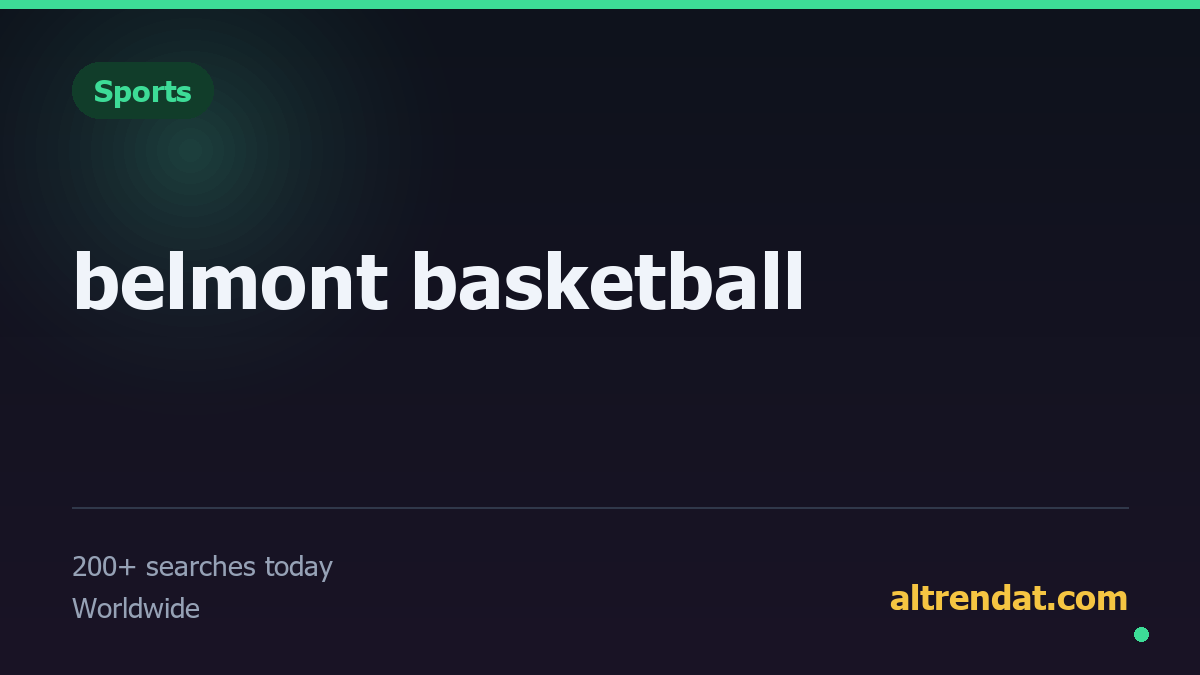 Sports
belmont basketball
200+ searches today
Worldwide
altrendat.com